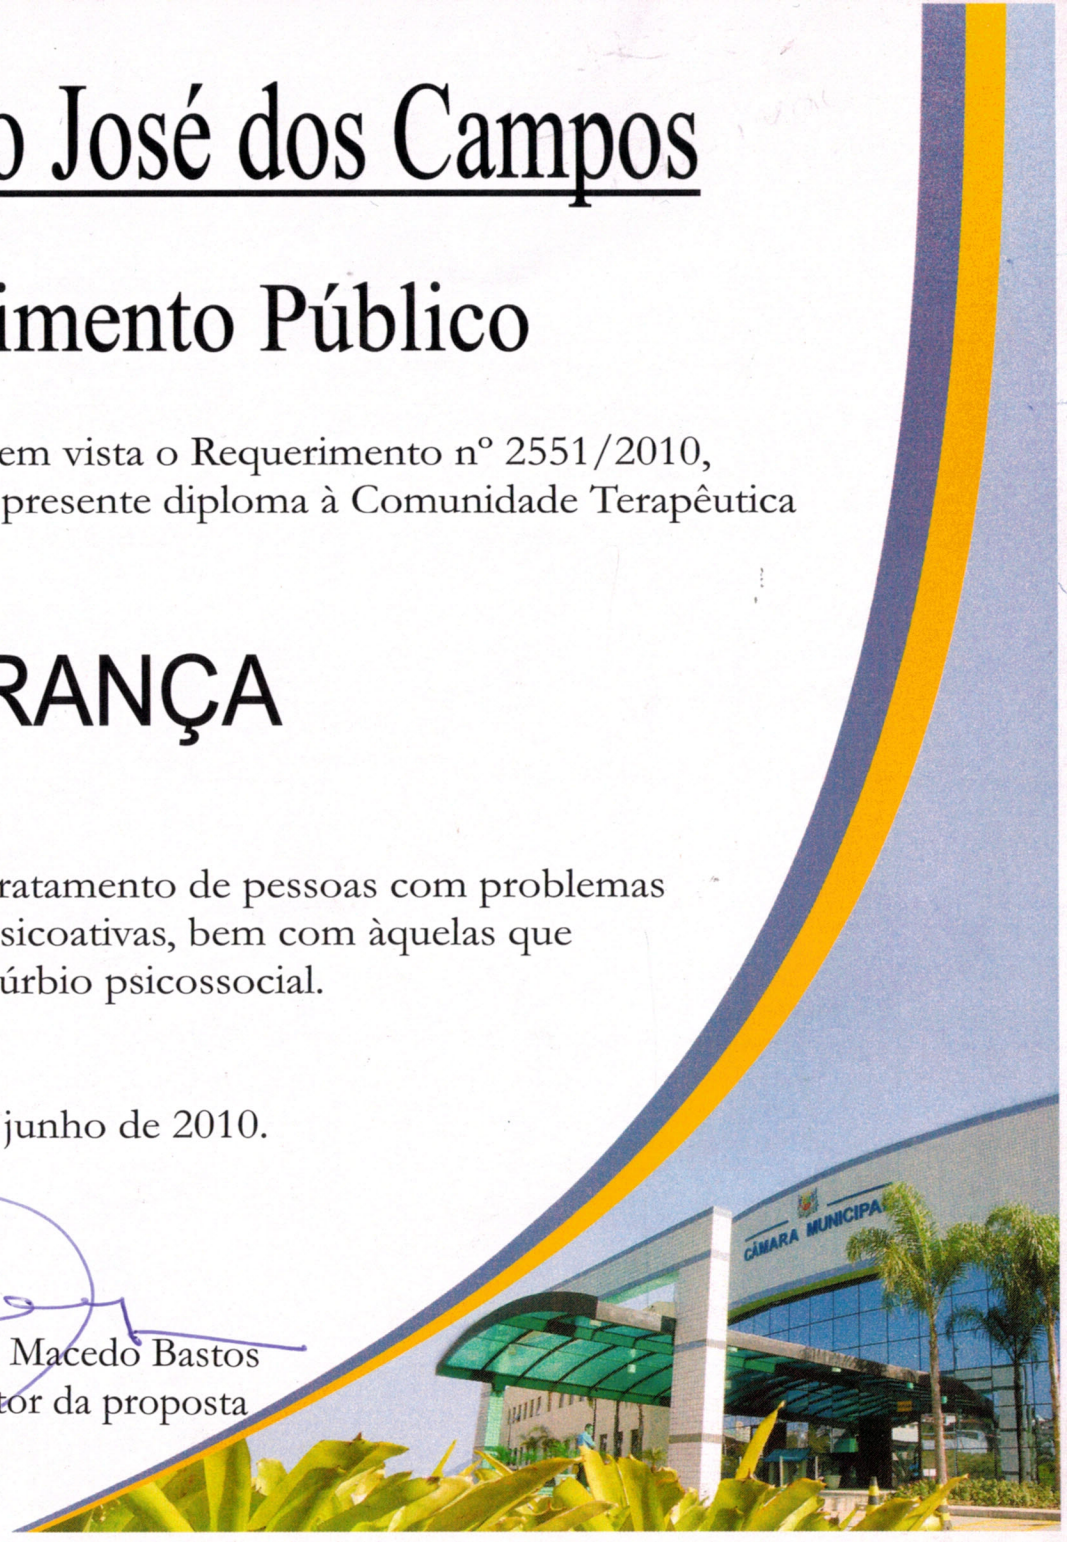 o José dos Campos
imento Público
em vista o Requerimento nº 2551/2010,
presente diploma à Comunidade Terapêutica
RANÇA
ratamento de pessoas com problemas
sicoativas, bem com àquelas que
úrbio psicossocial.
junho de 2010.
Macedo Bastos
tor da proposta
CÂMARA MUNICIPAL